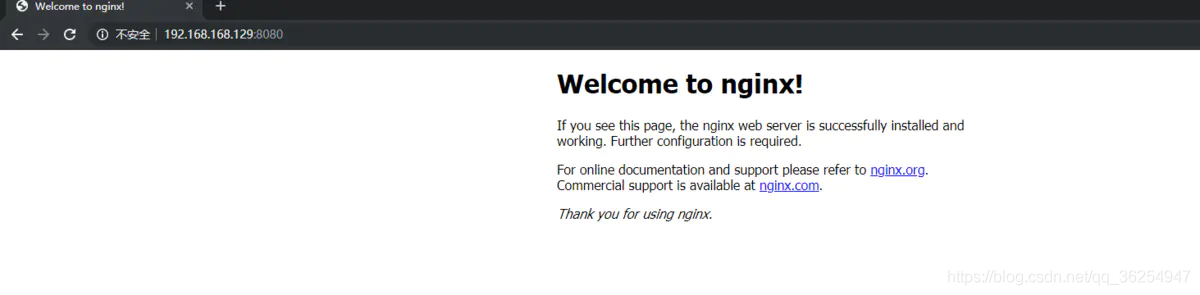 Welcome to nginx!
不安全 | 192.168.168.129:8080
Welcome to nginx!
If you see this page, the nginx web server is successfully installed and
working. Further configuration is required.
For online documentation and support please refer to nginx.org.
Commercial support is available at nginx.com.
Thank you for using nginx.
https://blog.csdn.net/qq_36254947